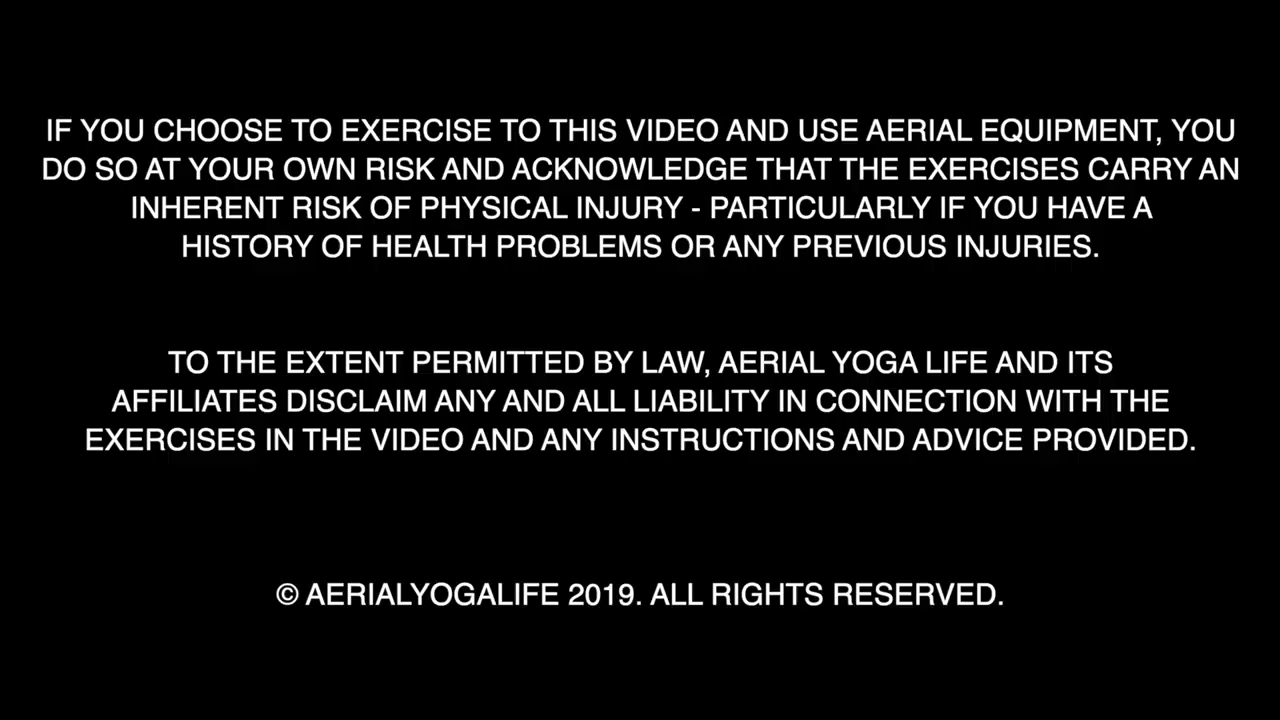 IF YOU CHOOSE TO EXERCISE TO THIS VIDEO AND USE AERIAL EQUIPMENT, YOU
DO SO AT YOUR OWN RISK AND ACKNOWLEDGE THAT THE EXERCISES CARRY AN
INHERENT RISK OF PHYSICAL INJURY - PARTICULARLY IF YOU HAVE A
HISTORY OF HEALTH PROBLEMS OR ANY PREVIOUS INJURIES.
TO THE EXTENT PERMITTED BY LAW, AERIAL YOGA LIFE AND ITS
AFFILIATES DISCLAIM ANY AND ALL LIABILITY IN CONNECTION WITH THE
EXERCISES IN THE VIDEO AND ANY INSTRUCTIONS AND ADVICE PROVIDED.
© AERIALYOGALIFE 2019. ALL RIGHTS RESERVED.